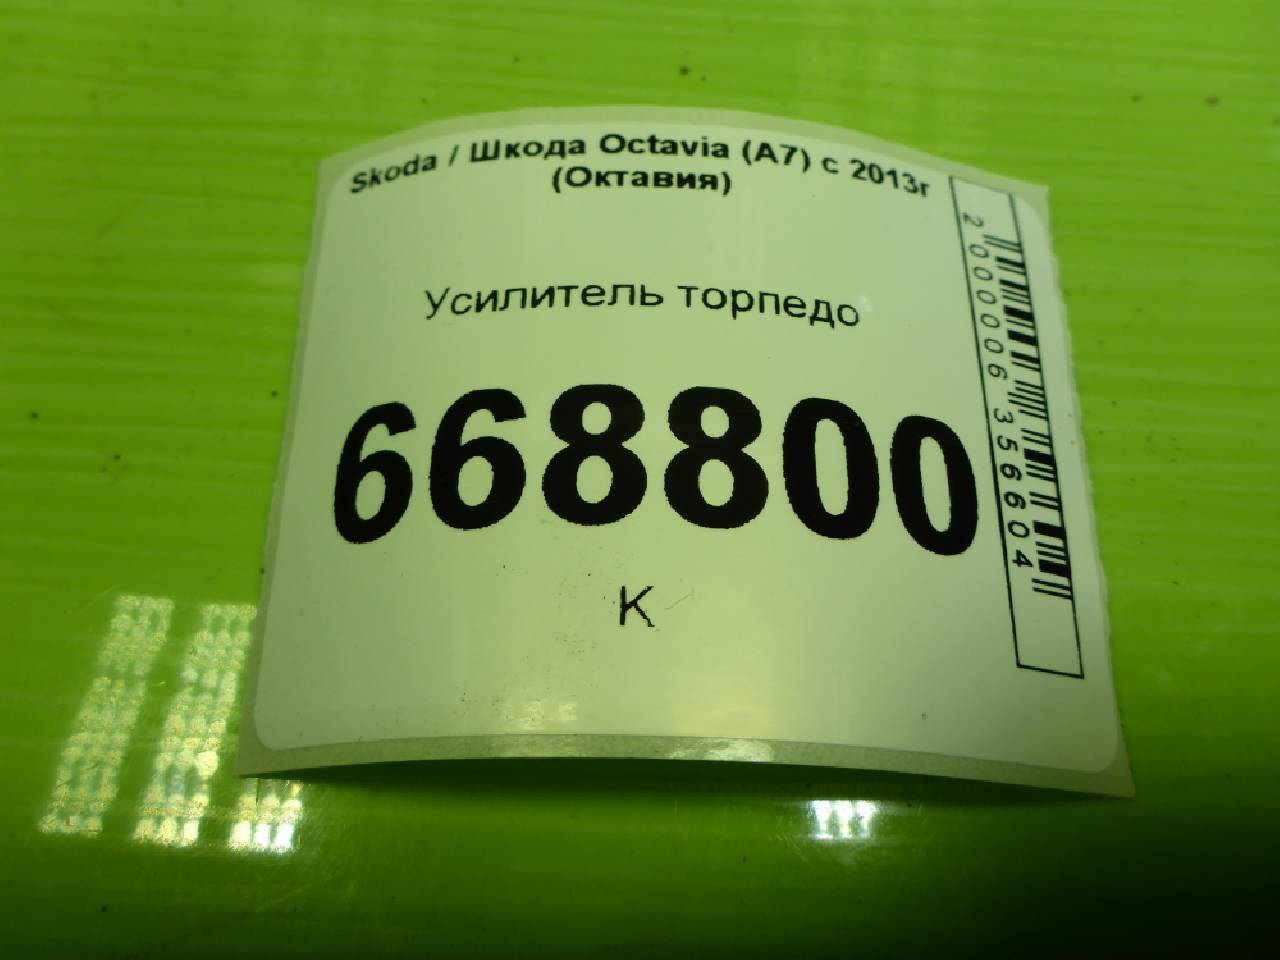 Skoda / Шкода Octavia (A7) с 2013г
(Октавия)
Усилитель торпедо
668800
К
2000006356604